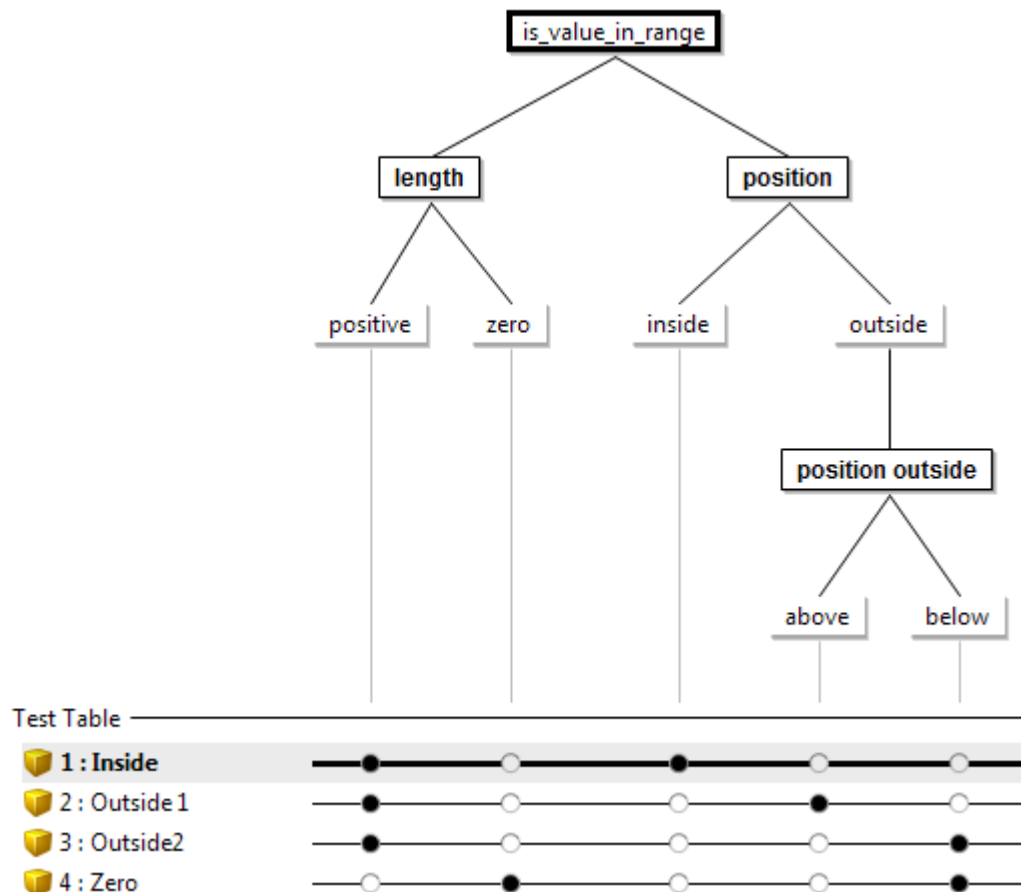 is_value_in_range
length
position
positive
zero
inside
outside
position outside
above
below
Test Table
1 : Inside
2 : Outside1
3 : Outside2
4 : Zero